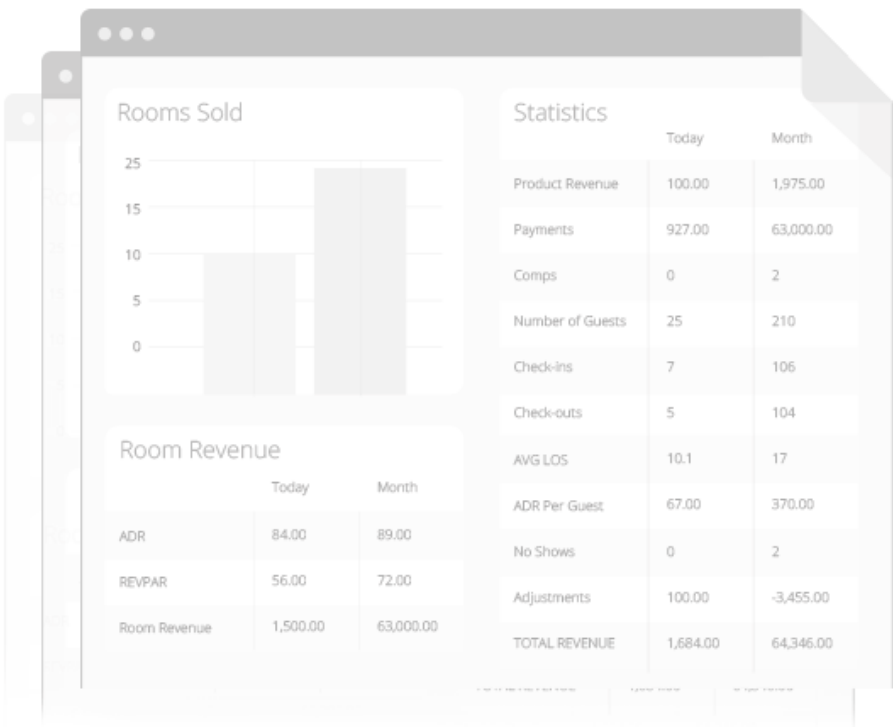 Rooms Sold
25
15
10
5
0
Room Revenue
Today Month
ADR 84.00 89.00
REVPAR 56.00 72.00
Room Revenue 1,500.00 63,000.00
Statistics
Today Month
Product Revenue 100.00 1,975.00
Payments 927.00 63,000.00
Comps 0 2
Number of Guests 25 210
Check-ins 7 106
Check-outs 5 104
AVG LOS 10.1 17
ADR Per Guest 67.00 370.00
No Shows 0 2
Adjustments 100.00 -3,455.00
TOTAL REVENUE 1,684.00 64,346.00